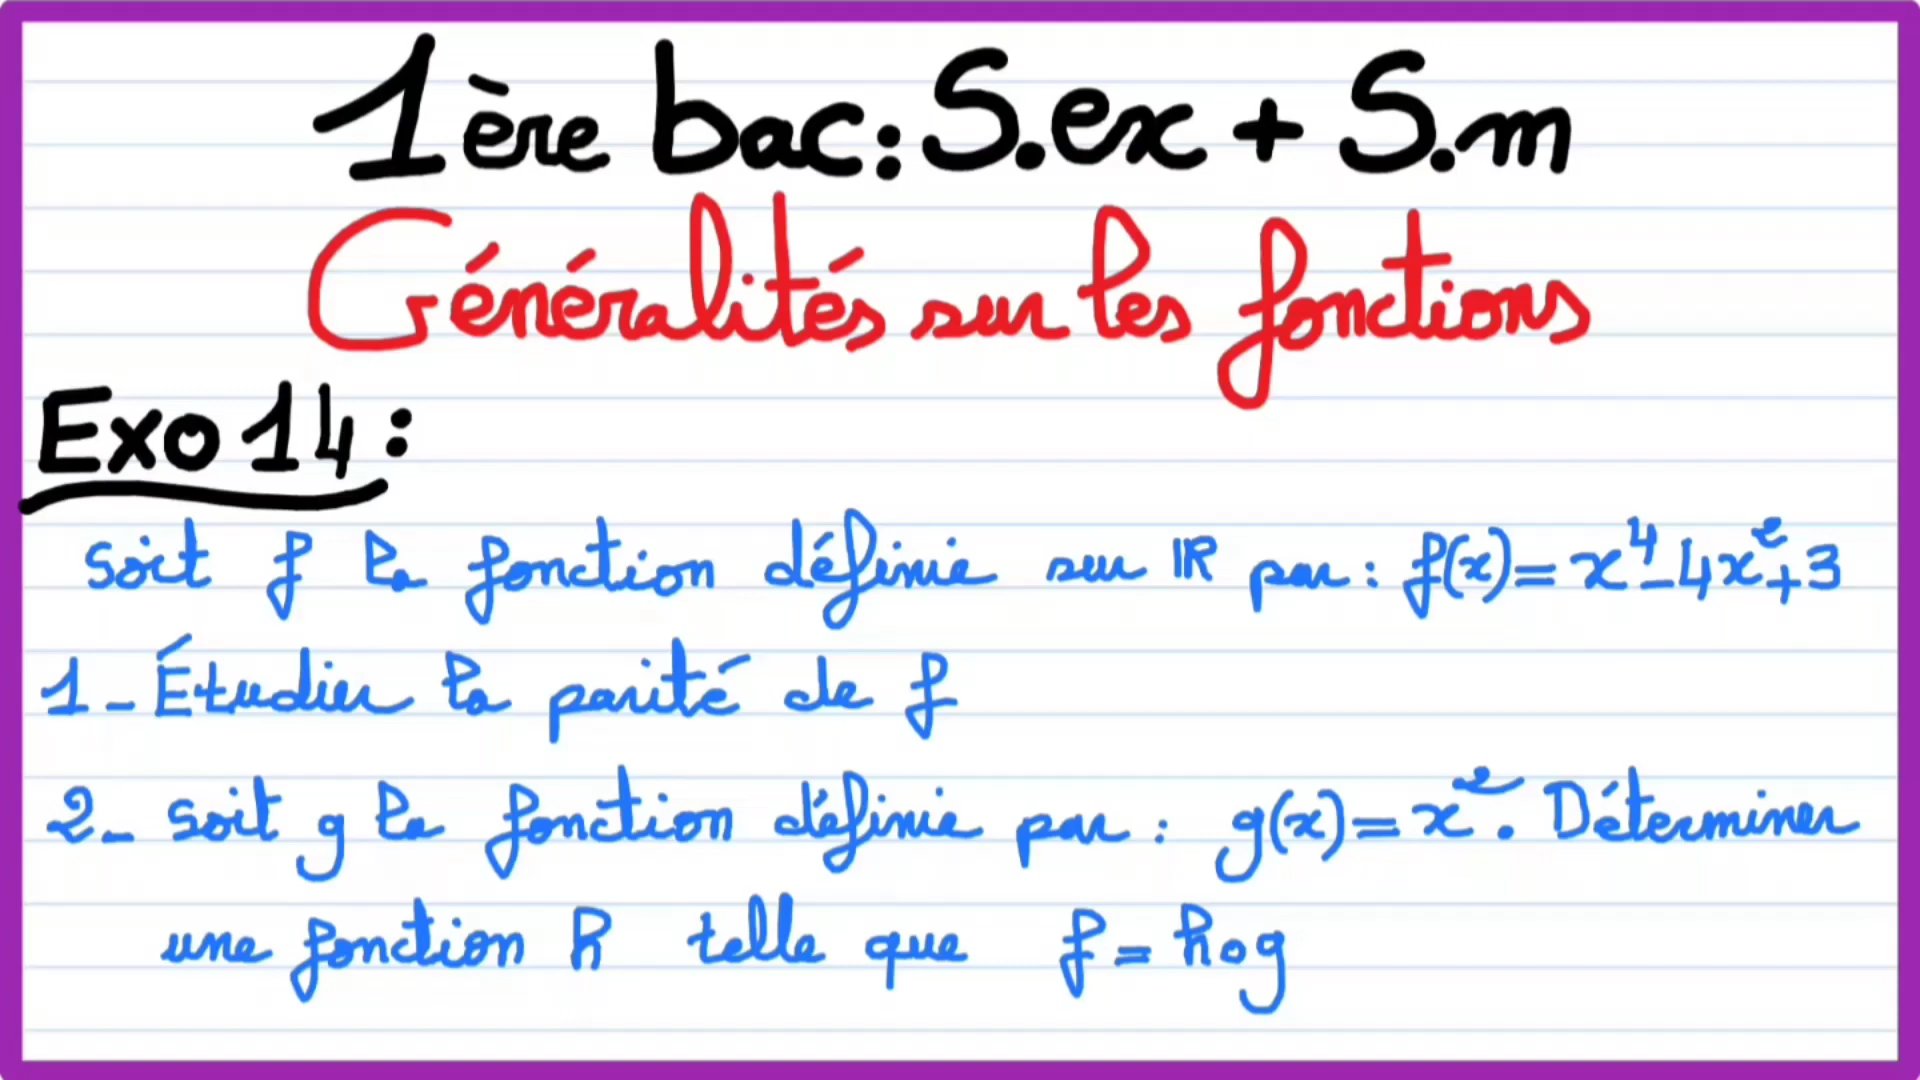 1ère bac: S.ex + S.m
Généralités sur les fonctions
Exo 14:
Soit f la fonction définie sur ℝ par: f(x)=x⁴-4x²+3
1- Étudier la parité de f
2- soit g la fonction définie par: g(x)=x². Déterminer
une fonction h telle que f=hog